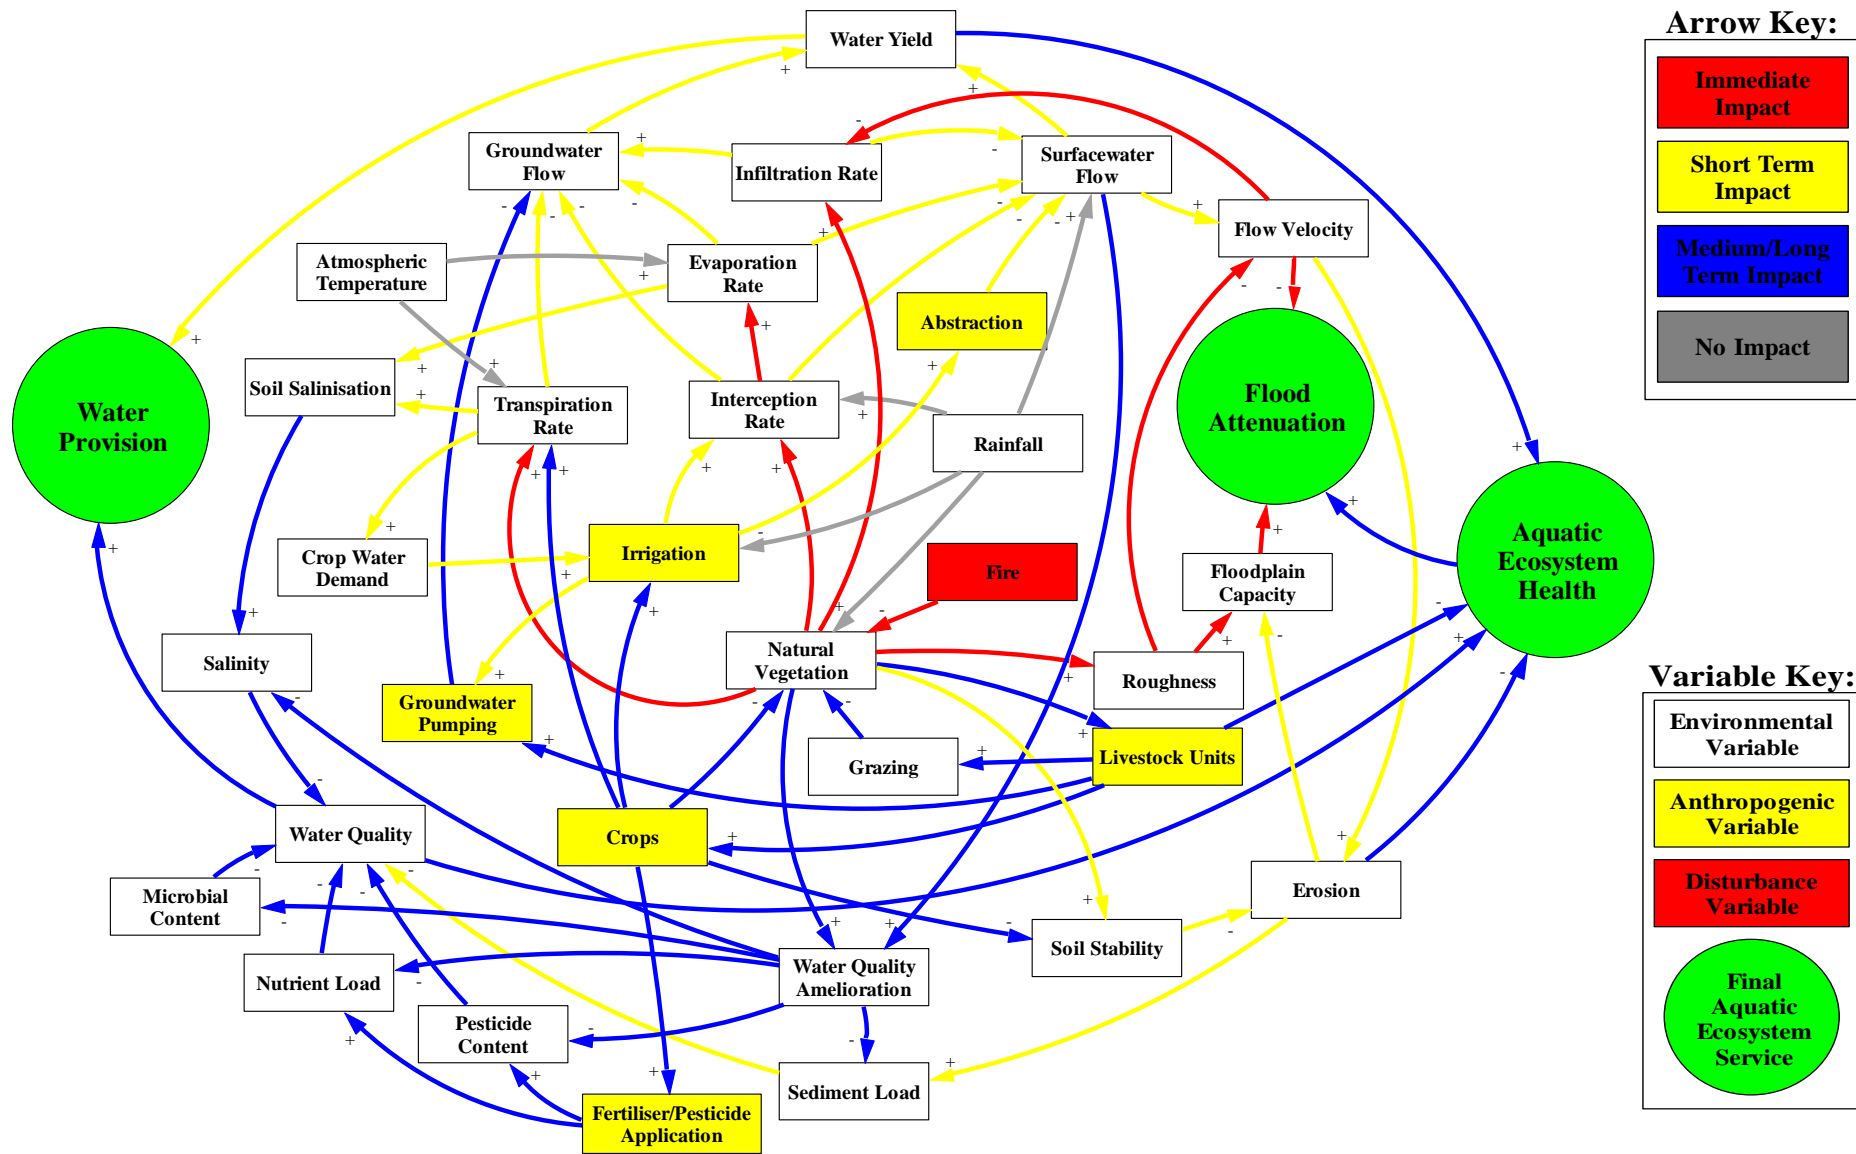 Water Yield
Arrow Key:
Immediate
Impact
Short Term
Impact
Medium/Long
Term Impact
No Impact
Groundwater
Flow
Infiltration Rate
Surfacewater
Flow
Flow Velocity
Atmospheric
Temperature
Evaporation
Rate
Abstraction
Soil Salinisation
Transpiration
Rate
Interception
Rate
Rainfall
Water
Provision
Flood
Attenuation
Aquatic
Ecosystem
Health
Crop Water
Demand
Irrigation
Fire
Floodplain
Capacity
Salinity
Natural
Vegetation
Roughness
Groundwater
Pumping
Grazing
Livestock Units
Variable Key:
Environmental
Variable
Anthropogenic
Variable
Disturbance
Variable
Final
Aquatic
Ecosystem
Service
Water Quality
Crops
Microbial
Content
Erosion
Soil Stability
Nutrient Load
Water Quality
Amelioration
Pesticide
Content
Sediment Load
Fertiliser/Pesticide
Application